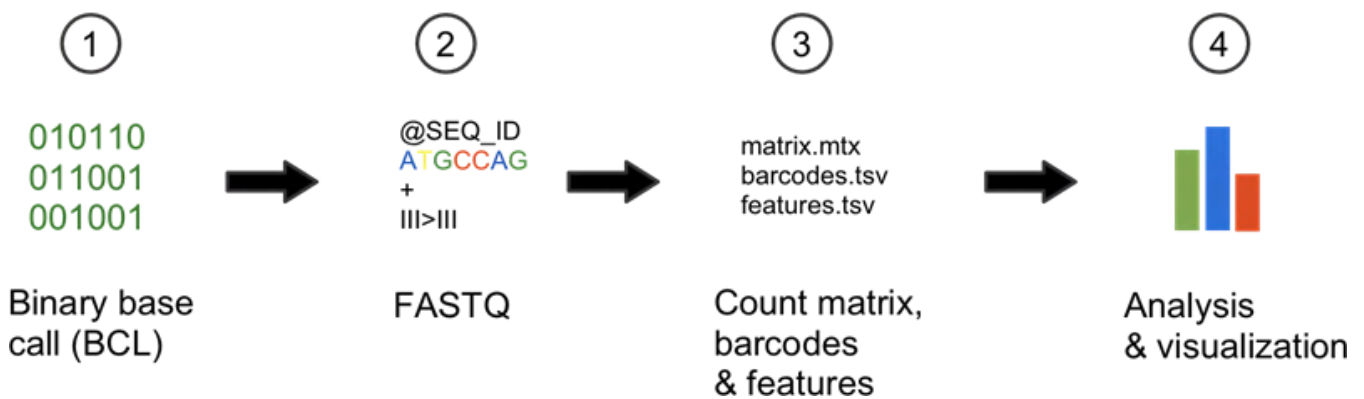 1
2
3
4
010110
011001
001001
@SEQ_ID
ATGCCAG
+
III>III
matrix.mtx
barcodes.tsv
features.tsv
Binary base
call (BCL)
FASTQ
Count matrix,
barcodes
& features
Analysis
& visualization